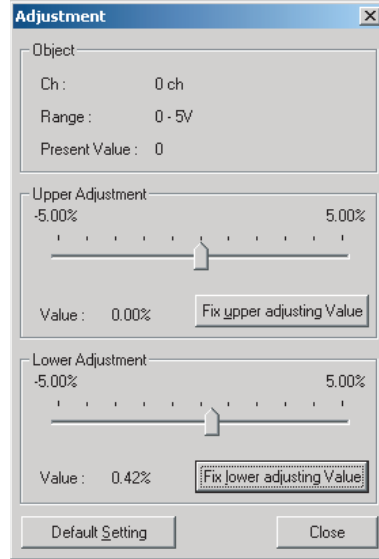 Adjustment
Object
Ch : 0 ch
Range : 0 - 5V
Present Value : 0
Upper Adjustment
-5.00% 5.00%
Value : 0.00% Fix upper adjusting Value
Lower Adjustment
-5.00% 5.00%
Value : 0.42% Fix lower adjusting Value
Default Setting Close